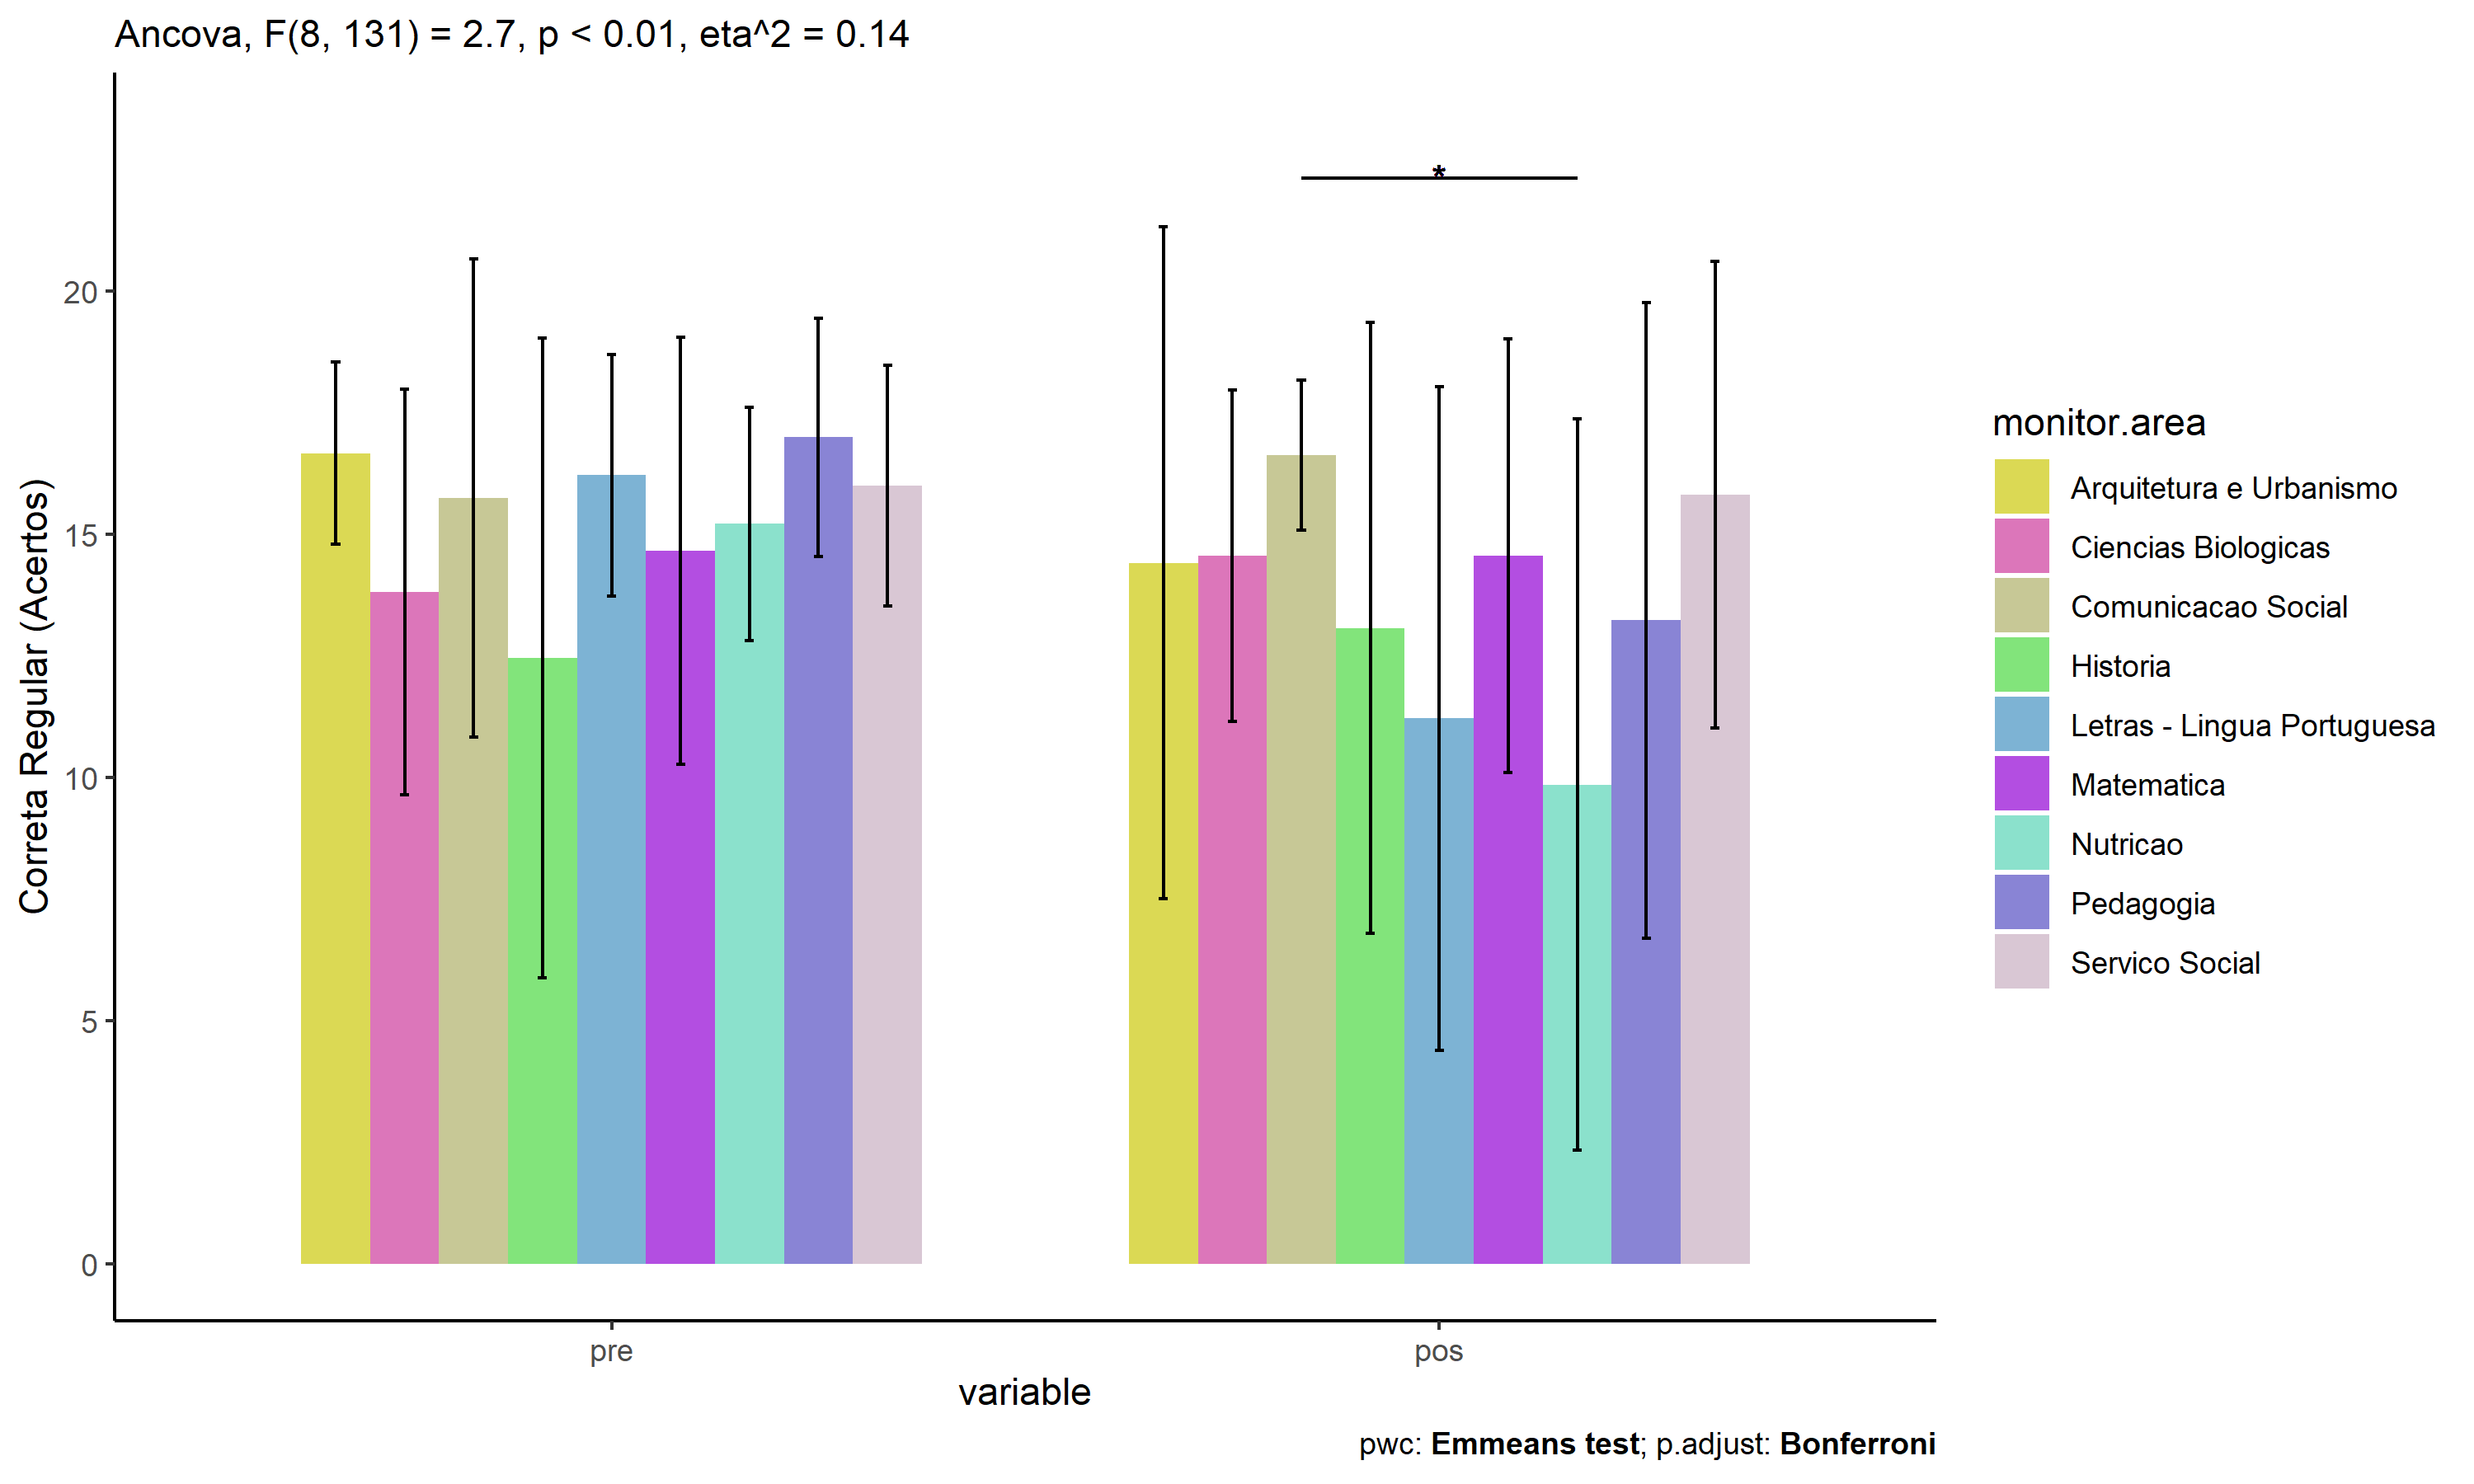 Ancova, F(8, 131) = 2.7, p < 0.01, eta^2 = 0.14
Correta Regular (Acertos)
20
15
10
5
0
*
pre
pos
variable
monitor.area
Arquitetura e Urbanismo
Ciencias Biologicas
Comunicacao Social
Historia
Letras - Lingua Portuguesa
Matematica
Nutricao
Pedagogia
Servico Social
pwc: Emmeans test; p.adjust: Bonferroni